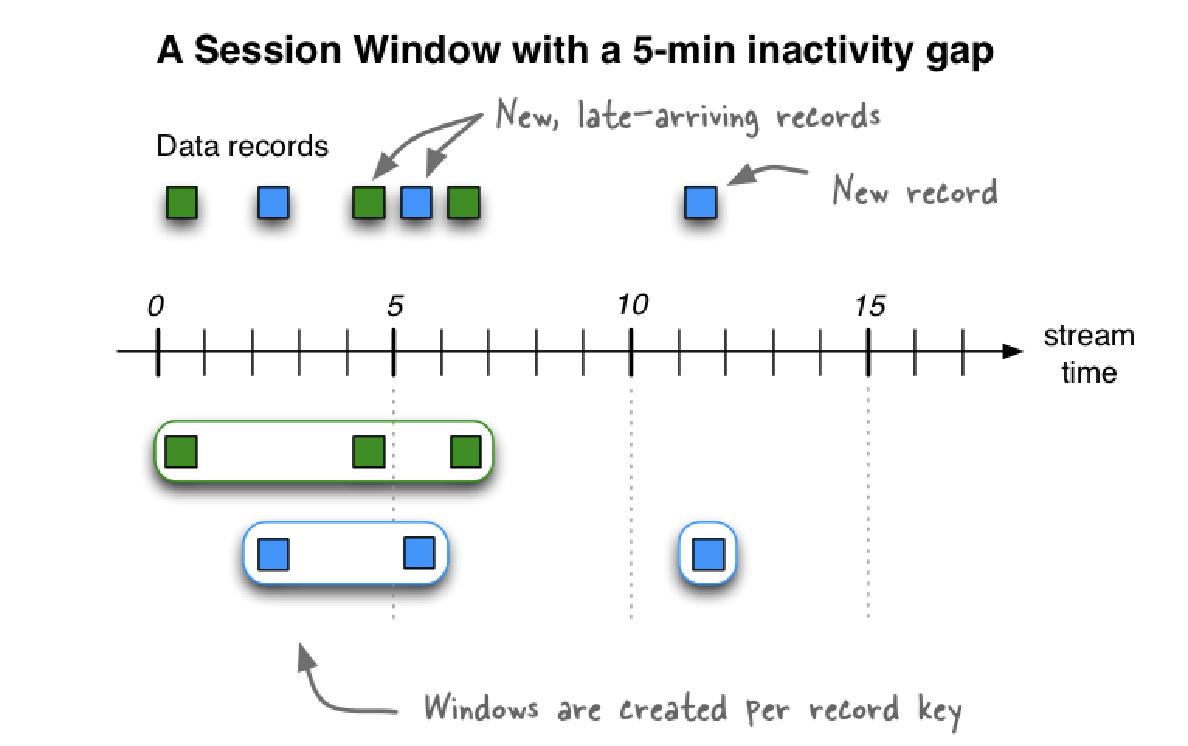 A Session Window with a 5-min inactivity gap
New, late-arriving records
Data records
New record
0 5 10 15
stream
time
Windows are created per record key